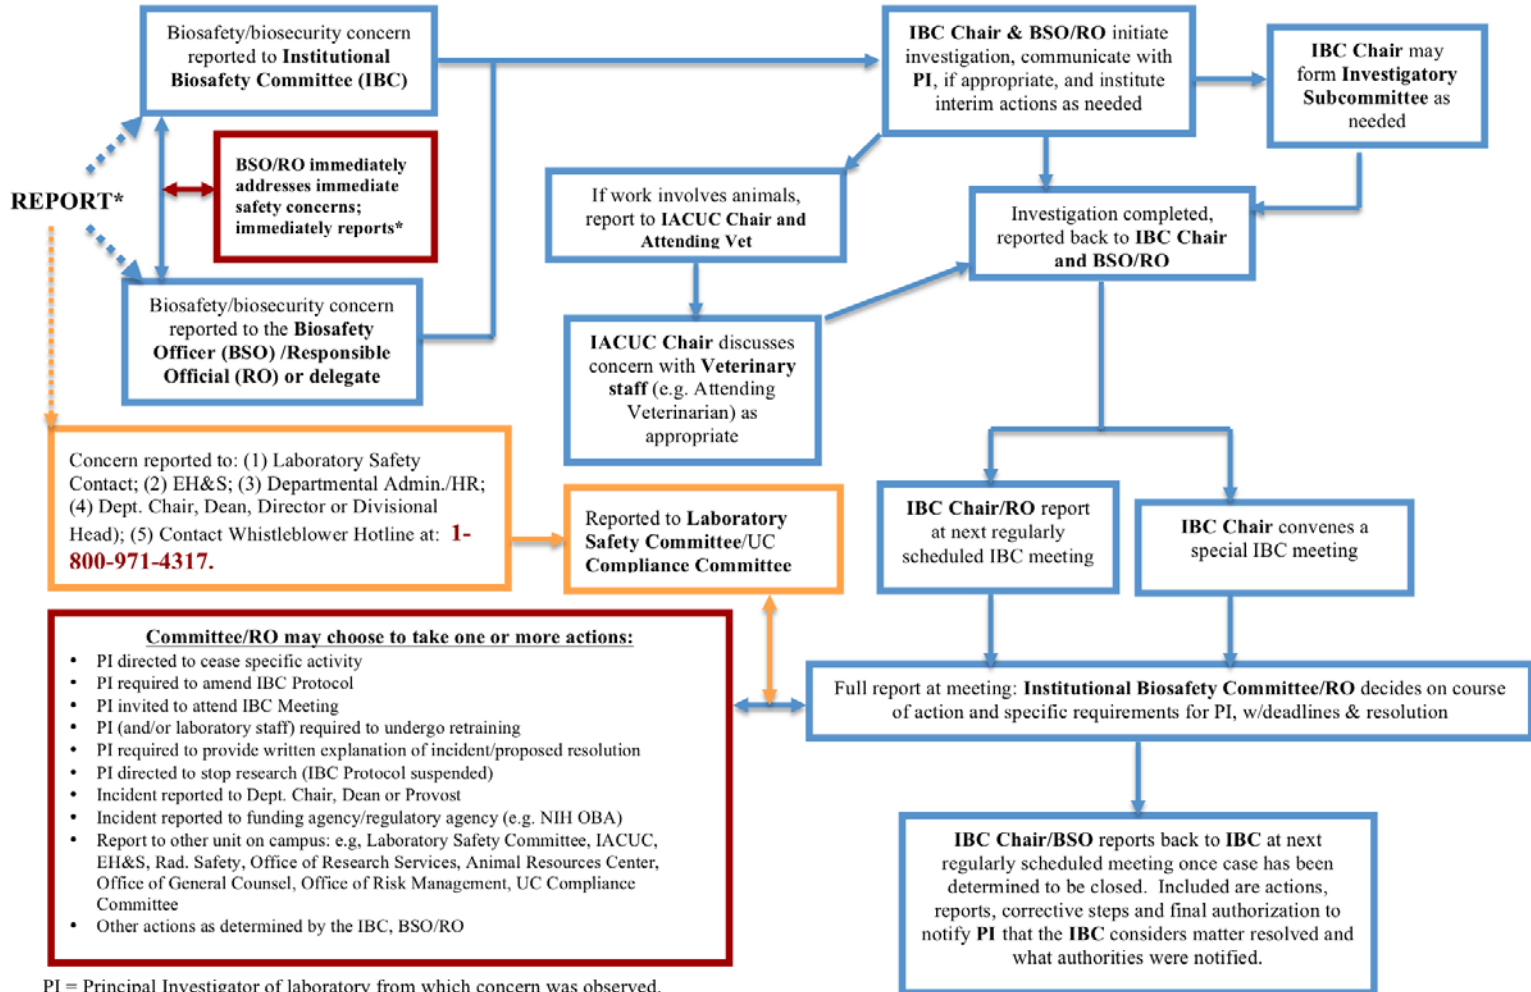 Biosafety/biosecurity concern
reported to Institutional
Biosafety Committee (IBC)
IBC Chair & BSO/RO initiate
investigation, communicate with
PI, if appropriate, and institute
interim actions as needed
IBC Chair may
form Investigatory
Subcommittee as
needed
REPORT*
BSO/RO immediately
addresses immediate
safety concerns;
immediately reports*
If work involves animals,
report to IACUC Chair and
Attending Vet
Investigation completed,
reported back to IBC Chair
and BSO/RO
Biosafety/biosecurity concern
reported to the Biosafety
Officer (BSO) /Responsible
Official (RO) or delegate
IACUC Chair discusses
concern with Veterinary
staff (e.g. Attending
Veterinarian) as
appropriate
Concern reported to: (1) Laboratory Safety
Contact; (2) EH&S; (3) Departmental Admin./HR;
(4) Dept. Chair, Dean, Director or Divisional
Head); (5) Contact Whistleblower Hotline at: 1-
800-971-4317.
Reported to Laboratory
Safety Committee/UC
Compliance Committee
IBC Chair/RO report
at next regularly
scheduled IBC meeting
IBC Chair convenes a
special IBC meeting
Committee/RO may choose to take one or more actions:
• PI directed to cease specific activity
• PI required to amend IBC Protocol
• PI invited to attend IBC Meeting
• PI (and/or laboratory staff) required to undergo retraining
• PI required to provide written explanation of incident/proposed resolution
• PI directed to stop research (IBC Protocol suspended)
• Incident reported to Dept. Chair, Dean or Provost
• Incident reported to funding agency/regulatory agency (e.g. NIH OBA)
• Report to other unit on campus: e.g, Laboratory Safety Committee, IACUC,
EH&S, Rad. Safety, Office of Research Services, Animal Resources Center,
Office of General Counsel, Office of Risk Management, UC Compliance
Committee
• Other actions as determined by the IBC, BSO/RO
Full report at meeting: Institutional Biosafety Committee/RO decides on course
of action and specific requirements for PI, w/deadlines & resolution
IBC Chair/BSO reports back to IBC at next
regularly scheduled meeting once case has been
determined to be closed. Included are actions,
reports, corrective steps and final authorization to
notify PI that the IBC considers matter resolved and
what authorities were notified.
PI = Principal Investigator of laboratory from which concern was observed.